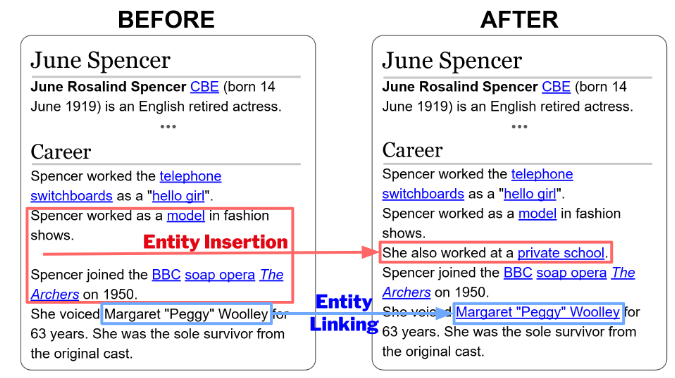 BEFORE
June Spencer
June Rosalind Spencer CBE (born 14
June 1919) is an English retired actress.
•••
Career
Spencer worked the telephone
switchboards as a "hello girl".
Spencer worked as a model in fashion
shows.
Entity Insertion
Spencer joined the BBC soap opera The
Archers on 1950.
She voiced Margaret "Peggy" Woolley for
63 years. She was the sole survivor from
the original cast.
Entity
Linking
AFTER
June Spencer
June Rosalind Spencer CBE (born 14
June 1919) is an English retired actress.
•••
Career
Spencer worked the telephone
switchboards as a "hello girl".
Spencer worked as a model in fashion
shows.
She also worked at a private school.
Spencer joined the BBC soap opera The
Archers on 1950.
She voiced Margaret "Peggy" Woolley for
63 years. She was the sole survivor from
the original cast.